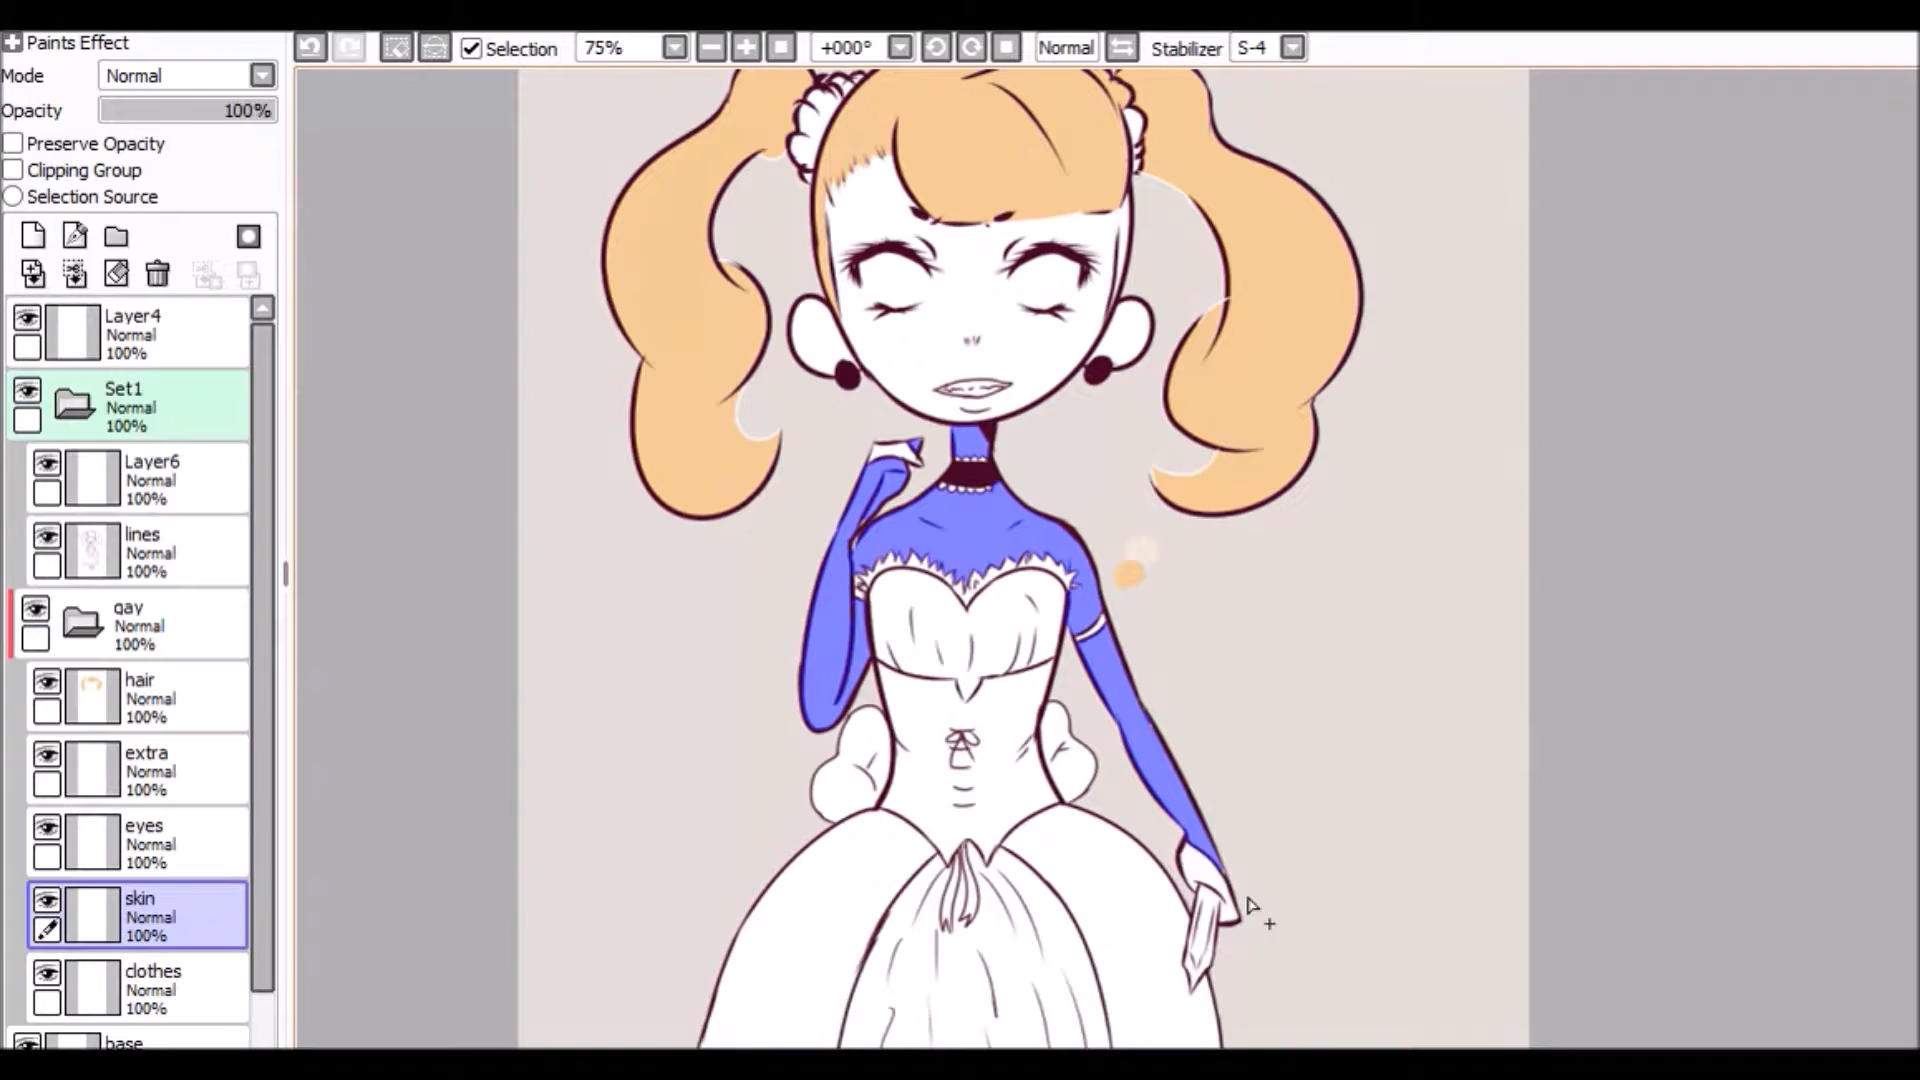 Paints Effect
Mode Normal
Opacity 100%
Preserve Opacity
Clipping Group
Selection Source
Selection 75% +000° Normal Stabilizer S-4
Layer4
Normal
100%
Set1
Normal
100%
Layer6
Normal
100%
lines
Normal
100%
gay
Normal
100%
hair
Normal
100%
extra
Normal
100%
eyes
Normal
100%
skin
Normal
100%
clothes
Normal
100%
base